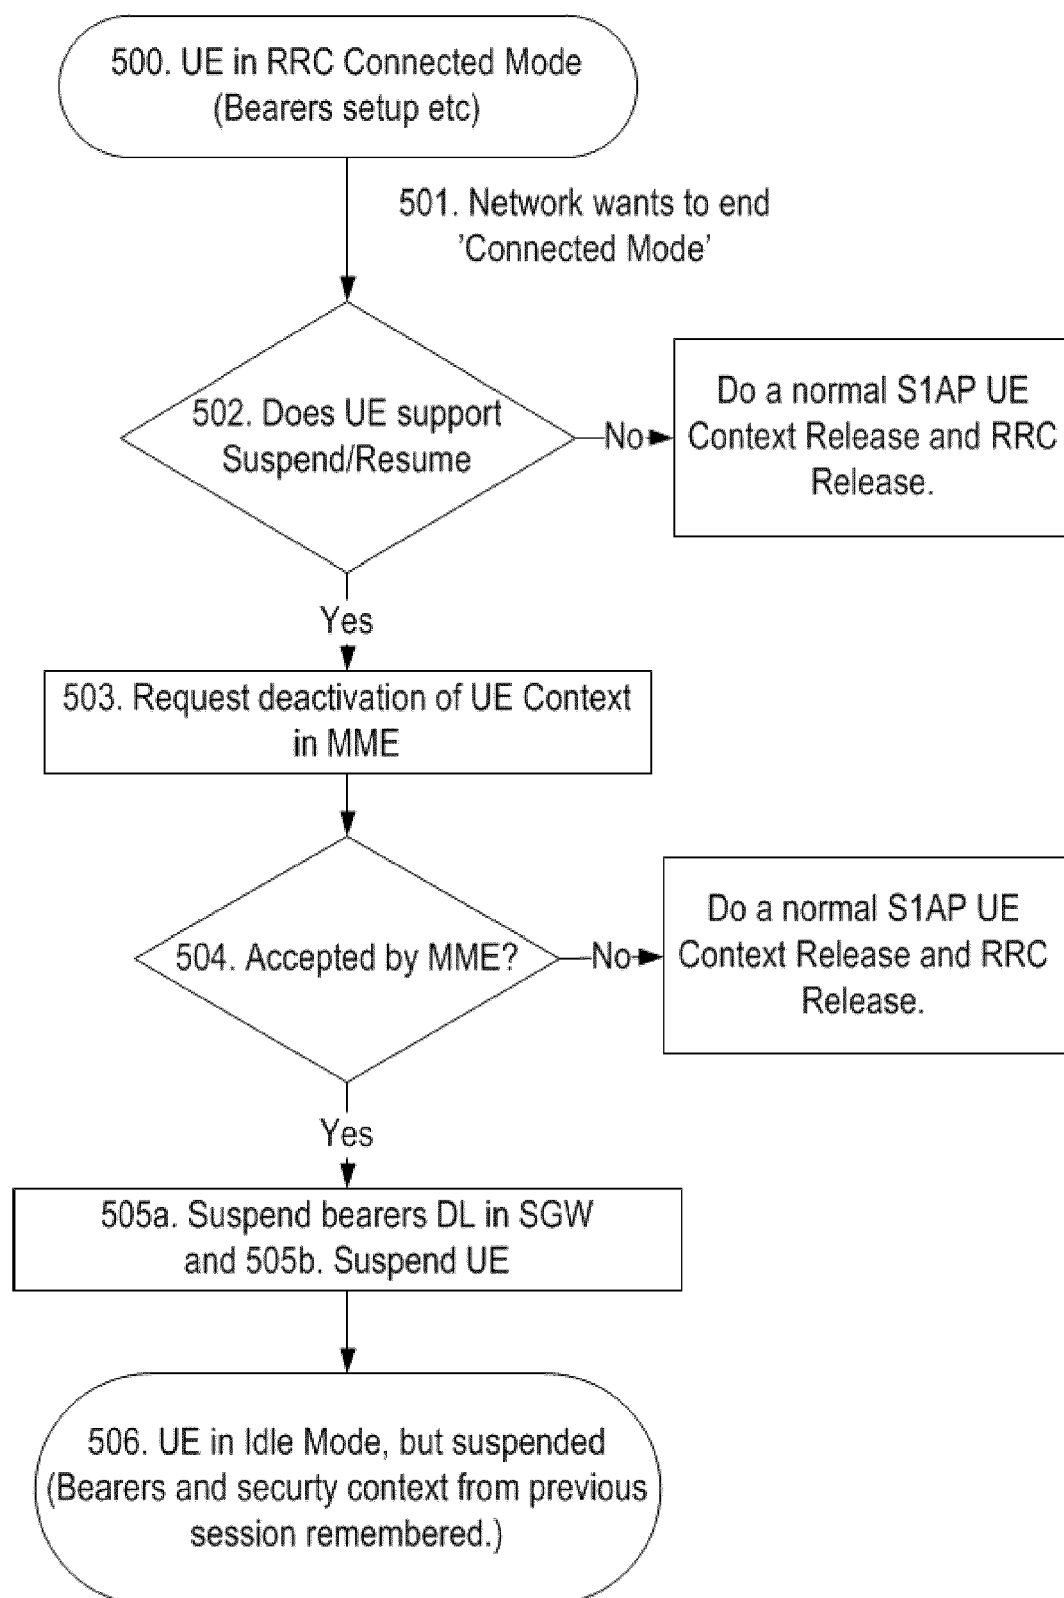 500. UE in RRC Connected Mode
(Bearers setup etc)
501. Network wants to end
'Connected Mode'
502. Does UE support
Suspend/Resume
No
Do a normal S1AP UE
Context Release and RRC
Release.
Yes
503. Request deactivation of UE Context
in MME
504. Accepted by MME?
No
Do a normal S1AP UE
Context Release and RRC
Release.
Yes
505a. Suspend bearers DL in SGW
and 505b. Suspend UE
506. UE in Idle Mode, but suspended
(Bearers and securty context from previous
session remembered.)